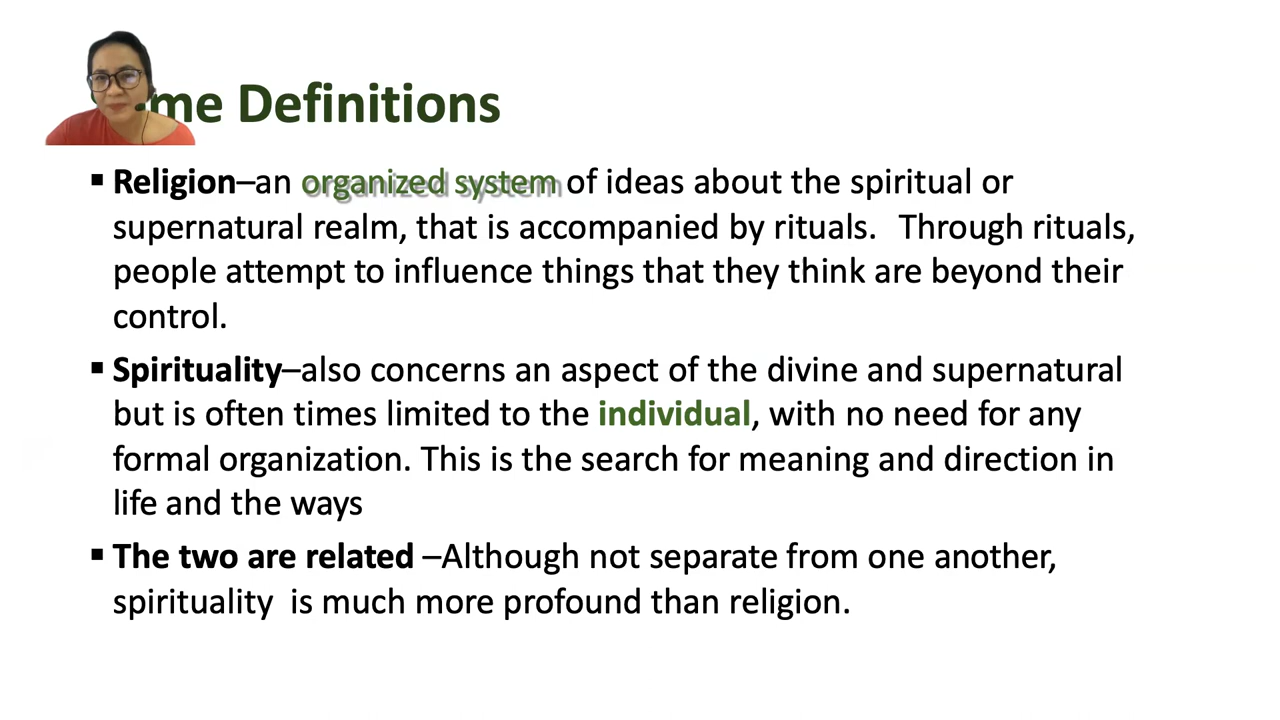 me Definitions
▪ Religion–an organized system of ideas about the spiritual or
supernatural realm, that is accompanied by rituals. Through rituals,
people attempt to influence things that they think are beyond their
control.
▪ Spirituality–also concerns an aspect of the divine and supernatural
but is often times limited to the individual, with no need for any
formal organization. This is the search for meaning and direction in
life and the ways
▪ The two are related –Although not separate from one another,
spirituality is much more profound than religion.